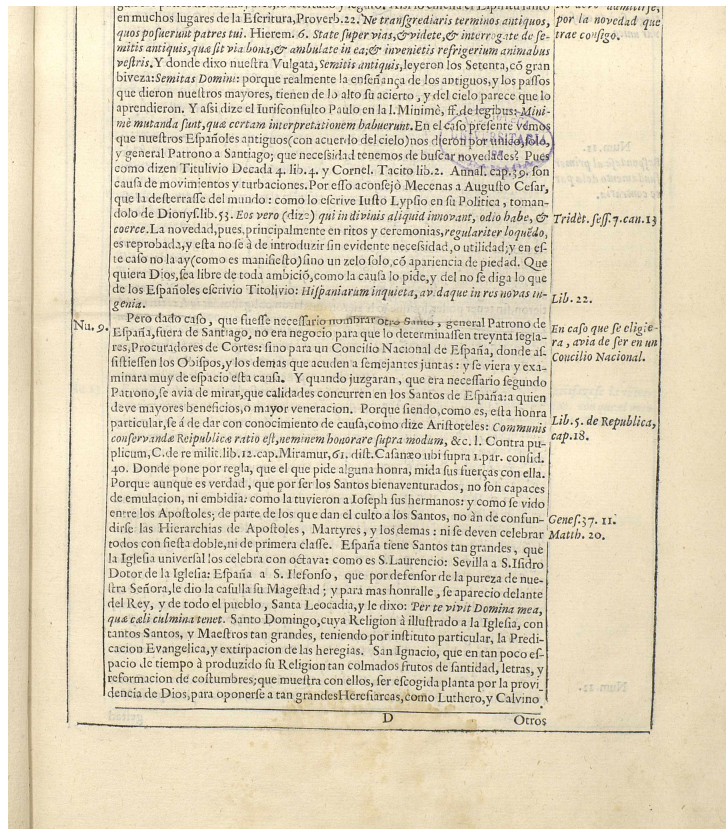 en muchos lugares de la Escritura, Proverb.22. Ne transgrediaris terminos antiquos,
quos posuerunt patres tui. Hierem. 6. State super vias,& videte,& interrogate de se-
mitis antiquis, quæ sit via bona,& ambulate in ea;& invenietis refrigerium animabus
vestris. Y donde dixo nuestra Vulgata, Semitis antiquis, leyeron los Setenta, cõ gran
biveza: Semitas Domini: porque realmente la enseñança de los antiguos, y los passos
que dieron nuestros mayores, tienen de lo alto su acierto, y del cielo parece que lo
aprendieron. Y assi dize el Iurisconsulto Paulo en la l. Minimè, ff. de legibus: Mini-
mè mutanda sunt, quæ certam interpretationem habuerunt. En el caso presente vemos
que nuestros Españoles antiguos(con acuerdo del cielo)nos dieron por unico, solo,
y general Patrono a Santiago; que necessidad tenemos de buscar novedades? Pues
como dizen Titulivio Decada 4. lib. 4. y Cornel. Tacito lib.2. Annal. cap.39. son
causa de movimientos y turbaciones. Por esso aconsejò Mecenas a Augusto Cesar,
que la desterrasse del mundo: como lo escrive Iusto Lypsio en su Politica, toman-
dolo de Dionys. lib.53. Eos vero (dize) qui in divinis aliquid innovant, odio habe, &
coerce. La novedad, pues, principalmente en ritos y ceremonias, regulariter loquẽdo,
es reprobada, y esta no se à de introduzir sin evidente necessidad, o utilidad; y en es-
te caso no la ay(como es manifiesto)sino un zelo solo, cõ apariencia de piedad. Que
quiera Dios, sea libre de toda ambiciõ, como la causa lo pide, y del no se diga lo que
de los Españoles escrivio Titolivio: Hispaniarum inquieta, avidaque in res novas in-
genia.
por la novedad que
trae consigo.
Tridẽt. sess. 7. can. 13
Lib. 22.
Nu. 9.
Pero dado caso, que fuesse necessario nombrar otro Santo, general Patrono de
España, fuera de Santiago, no era negocio para que lo determinassen treynta segla-
res, Procuradores de Cortes: sino para un Concilio Nacional de España, donde as-
sistiessen los Obispos, y los demas que acuden a semejantes juntas: y se viera y exa-
minara muy de espacio esta causa. Y quando juzgaran, que era necessario segundo
Patrono, se avia de mirar, que calidades concurren en los Santos de España: a quien
deve mayores beneficios, o mayor veneracion. Porque siendo, como es, esta honra
particular, se à de dar con conocimiento de causa, como dize Aristoteles: Communis
conservandæ Reipublicæ ratio est, neminem honorare supra modum, &c. l. Contra pu-
plicum, C. de re milit. lib. 12. cap. Miramur, 61. dist. Casanæo ubi supra 1. par. consid.
40. Donde pone por regla, que el que pide alguna honra, mida sus fuerças con ella.
Porque aunque es verdad, que por ser los Santos bienaventurados, no son capaces
de emulacion, ni embidia: como la tuvieron a Ioseph sus hermanos: y como se vido
entre los Apostoles; de parte de los que dan el culto a los Santos, no àn de confun-
dirse las Hierarchias de Apostoles, Martyres, y los demas: ni se deven celebrar
todos con fiesta doble, ni de primera classe. España tiene Santos tan grandes, que
la Iglesia universal los celebra con octava: como es S. Laurencio: Sevilla a S. Isidro
Dotor de la Iglesia: España a S. Ilefonso, que por defensor de la pureza de nue-
stra Señora, le dio la casulla su Magestad; y para mas honralle, se aparecio delante
del Rey, y de todo el pueblo, Santa Leocadia, y le dixo: Per te vivit Domina mea,
quæ cæli culmina tenet. Santo Domingo, cuya Religion à illustrado a la Iglesia, con
tantos Santos, y Maestros tan grandes, teniendo por instituto particular, la Predi-
cacion Evangelica, y extirpacion de las heregias. San Ignacio, que en tan poco es-
pacio de tiempo à produzido su Religion tan colmados frutos de santidad, letras, y
reformacion de costumbres; que muestra con ellos, ser escogida planta por la provi-
dencia de Dios, para oponerse a tan grandes Heresiarcas, como Luthero, y Calvino.
En caso que se eligie-
ra, avia de ser en un
Concilio Nacional.
Lib. 5. de Republica,
cap. 18.
Genes. 37. 11.
Matth. 20.
D
Otros